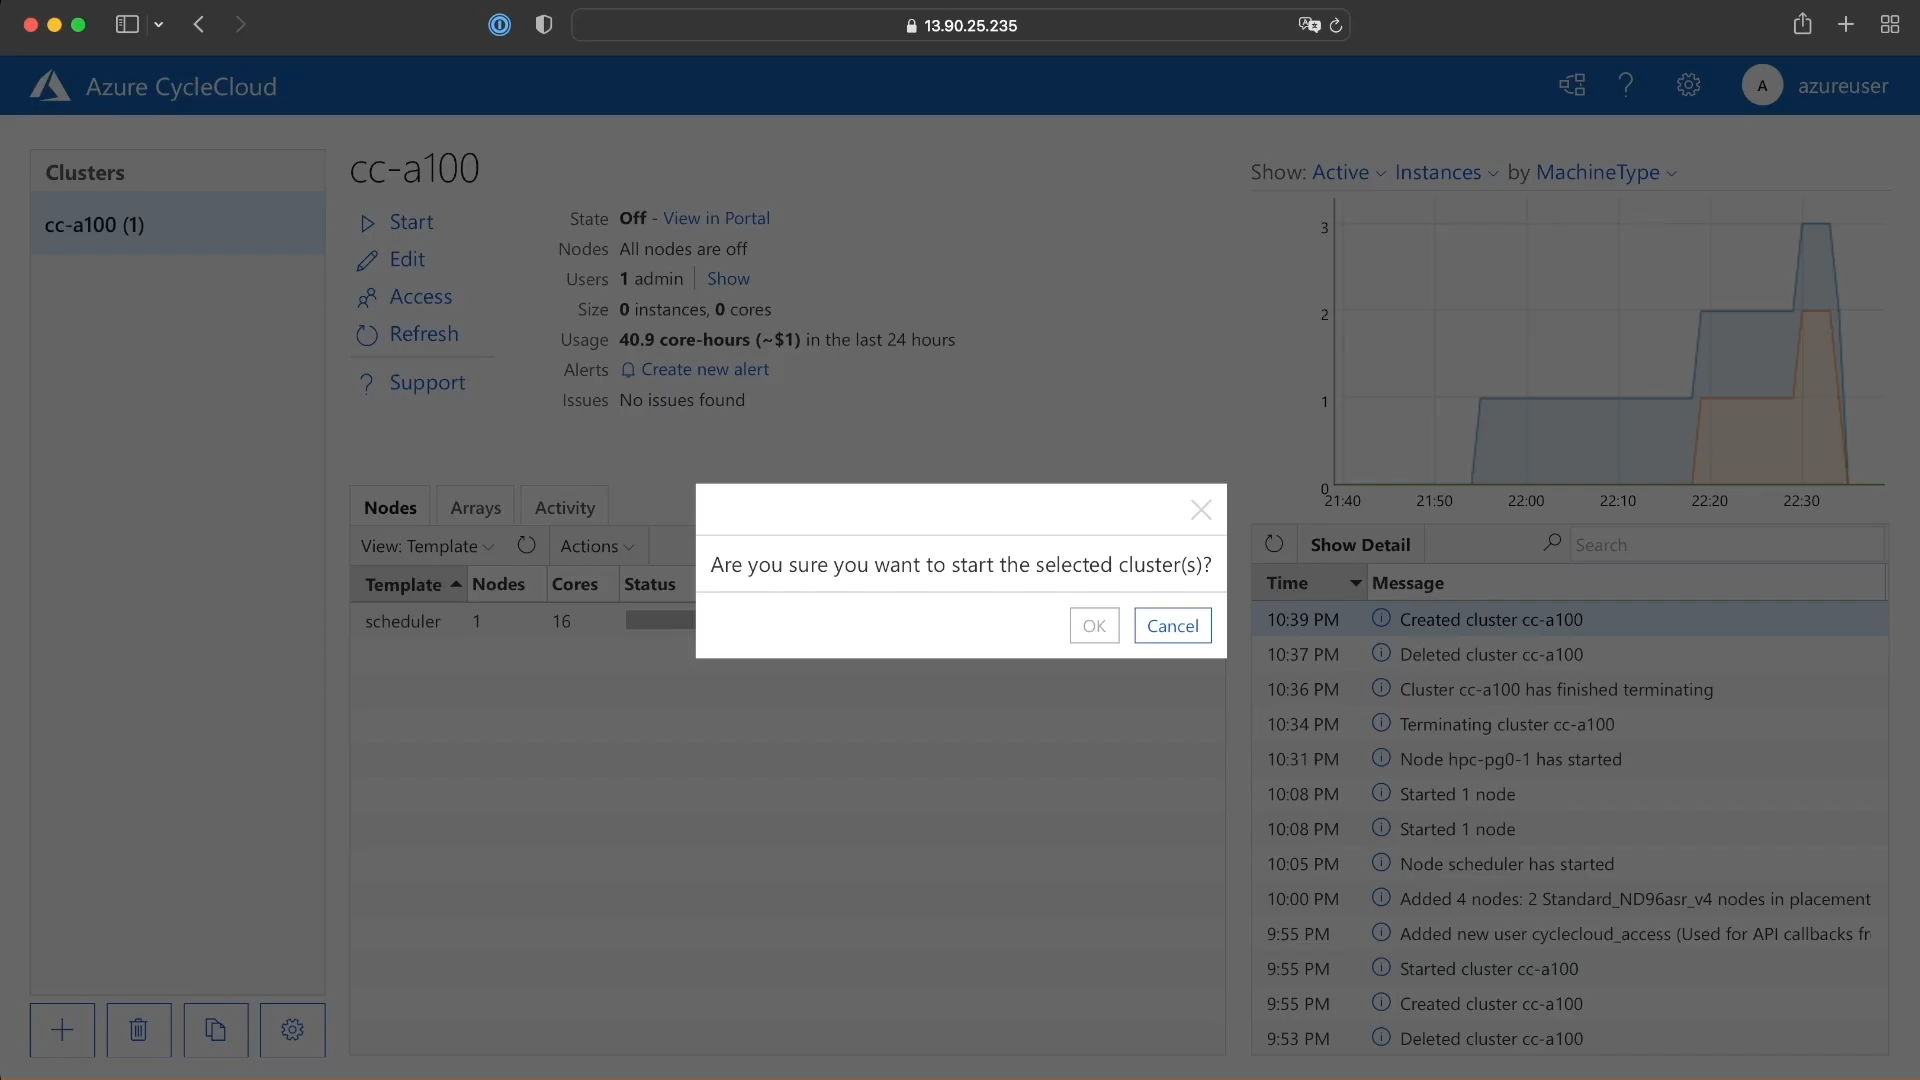 13.90.25.235
Azure CycleCloud
A azureuser
Clusters
cc-a100 (1)
cc-a100
Start
Edit
Access
Refresh
Support
State Off - View in Portal
Nodes All nodes are off
Users 1 admin Show
Size 0 instances, 0 cores
Usage 40.9 core-hours (~$1) in the last 24 hours
Alerts Create new alert
Issues No issues found
Show: Active Instances by MachineType
3
2
1
0
21:40 21:50 22:00 22:10 22:20 22:30
Nodes Arrays Activity
View: Template Actions
Template Nodes Cores Status
scheduler 1 16
Are you sure you want to start the selected cluster(s)?
OK Cancel
Show Detail Search
Time Message
10:39 PM Created cluster cc-a100
10:37 PM Deleted cluster cc-a100
10:36 PM Cluster cc-a100 has finished terminating
10:34 PM Terminating cluster cc-a100
10:31 PM Node hpc-pg0-1 has started
10:08 PM Started 1 node
10:08 PM Started 1 node
10:05 PM Node scheduler has started
10:00 PM Added 4 nodes: 2 Standard_ND96asr_v4 nodes in placement
9:55 PM Added new user cyclecloud_access (Used for API callbacks fr
9:55 PM Started cluster cc-a100
9:55 PM Created cluster cc-a100
9:53 PM Deleted cluster cc-a100